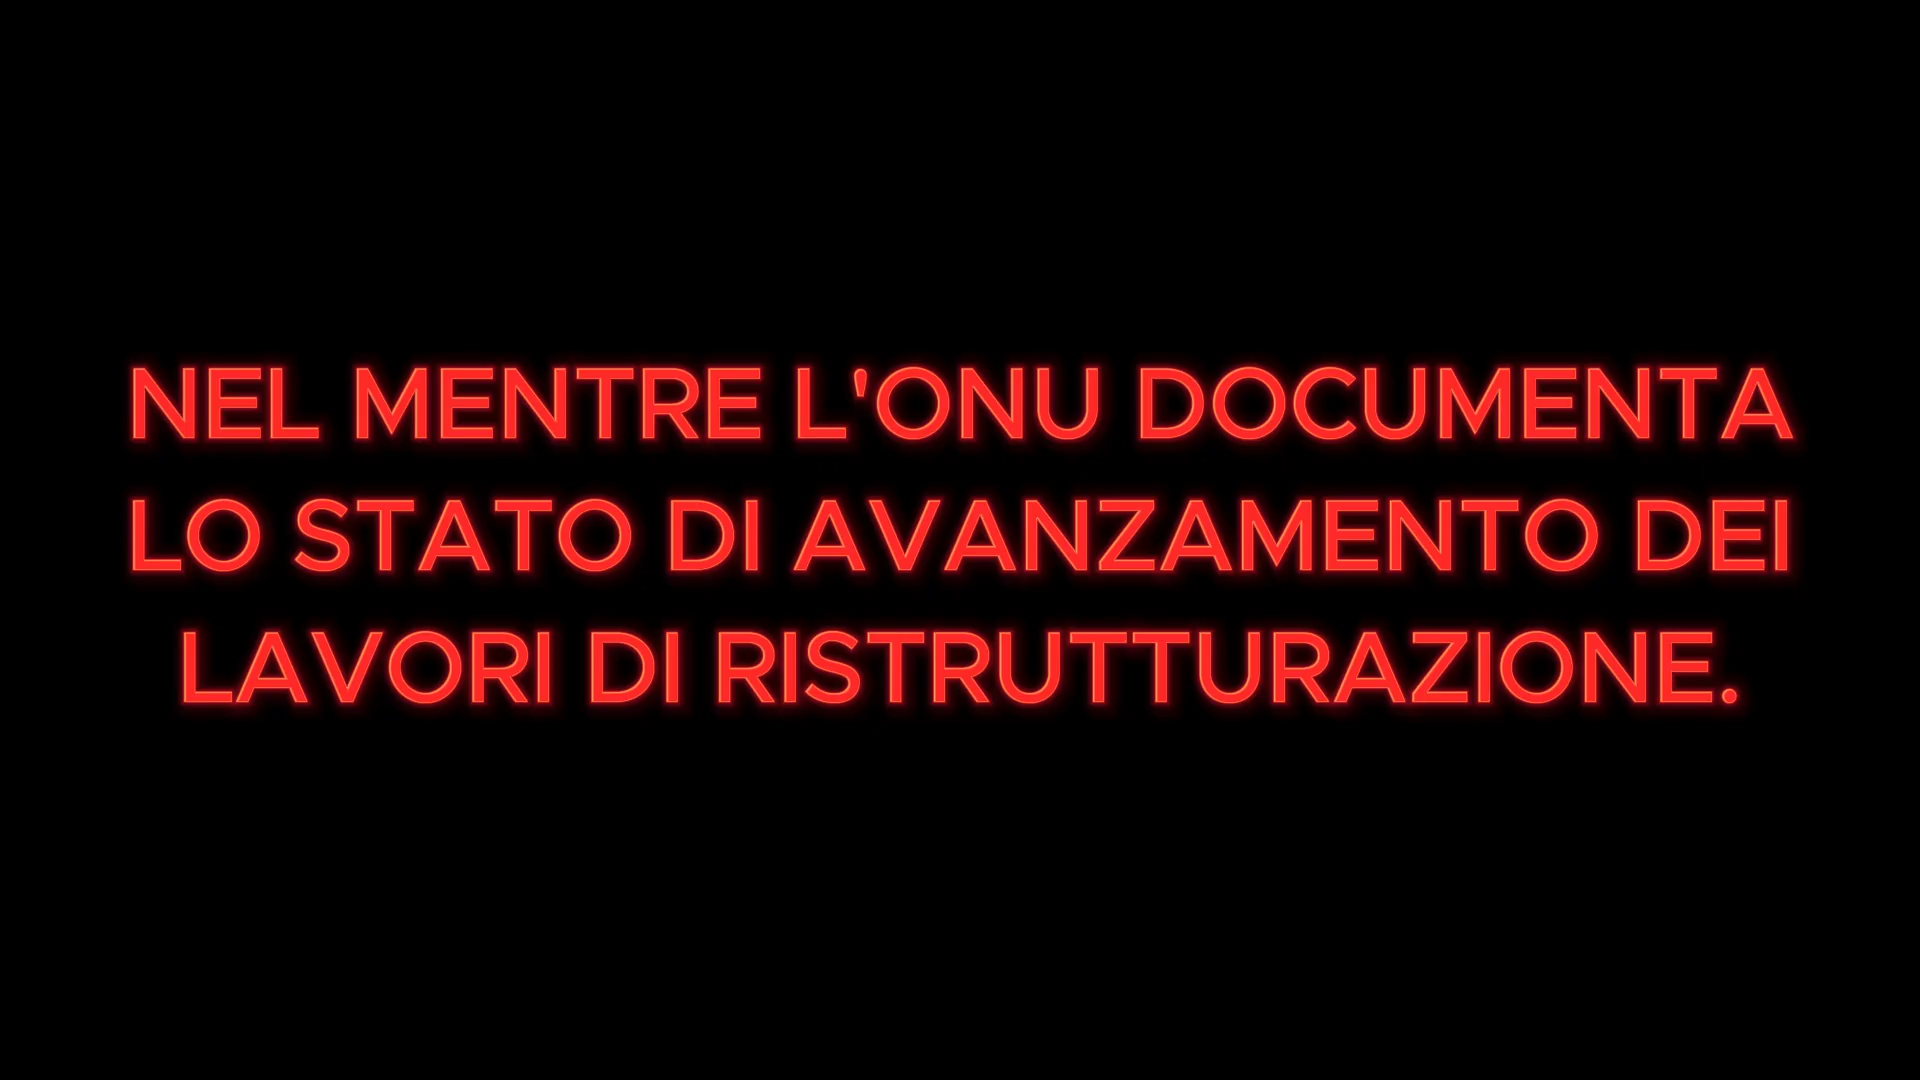 NEL MENTRE L'ONU DOCUMENTA
LO STATO DI AVANZAMENTO DEI
LAVORI DI RISTRUTTURAZIONE.